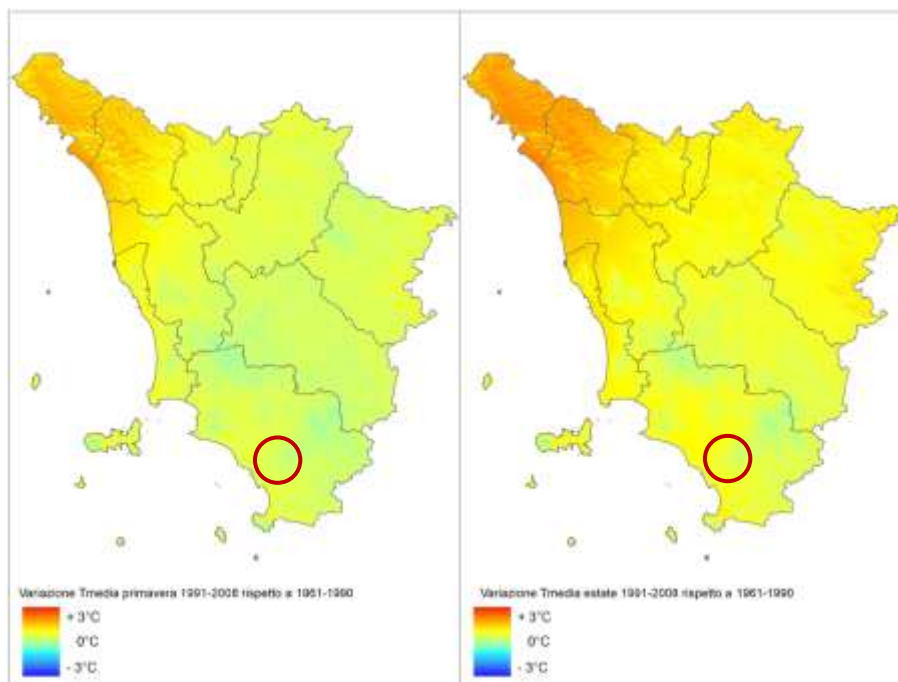 Variazione Tmedia primavera 1991-2008 rispetto a 1961-1990
+ 3°C
0°C
- 3°C
Variazione Tmedia estate 1991-2008 rispetto a 1961-1990
+ 3°C
0°C
- 3°C